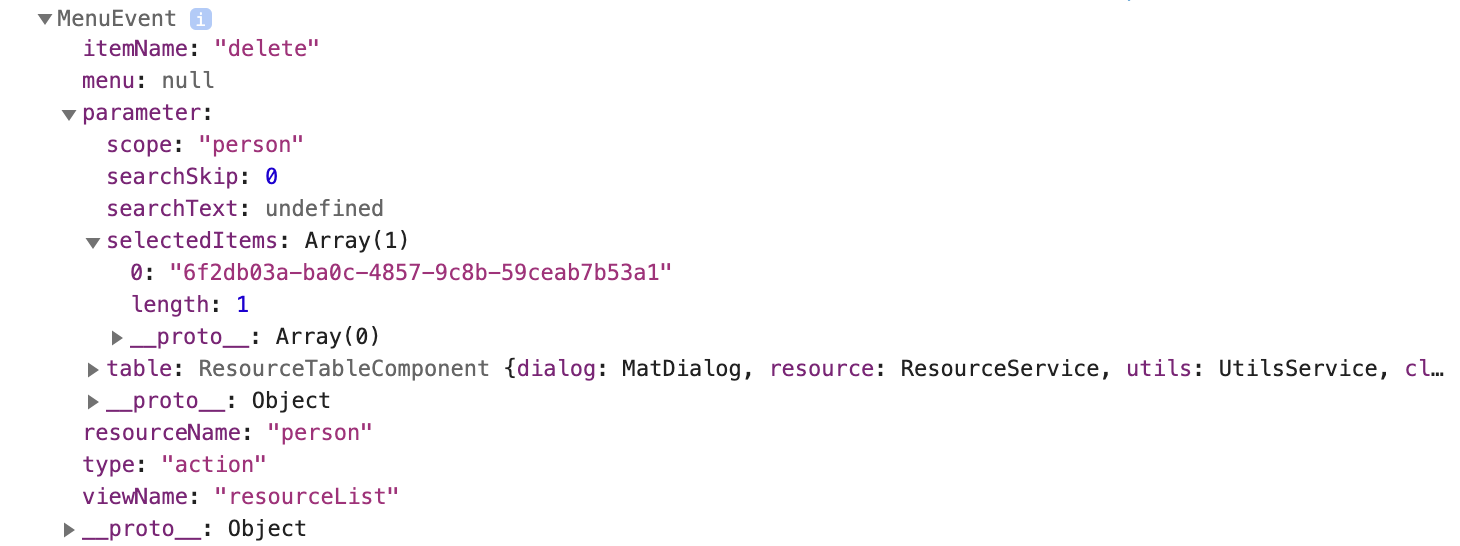 MenuEvent i
itemName: "delete"
menu: null
parameter:
scope: "person"
searchSkip: 0
searchText: undefined
selectedItems: Array(1)
0: "6f2db03a-ba0c-4857-9c8b-59ceab7b53a1"
length: 1
__proto__: Array(0)
table: ResourceTableComponent {dialog: MatDialog, resource: ResourceService, utils: UtilsService, cl…
__proto__: Object
resourceName: "person"
type: "action"
viewName: "resourceList"
__proto__: Object